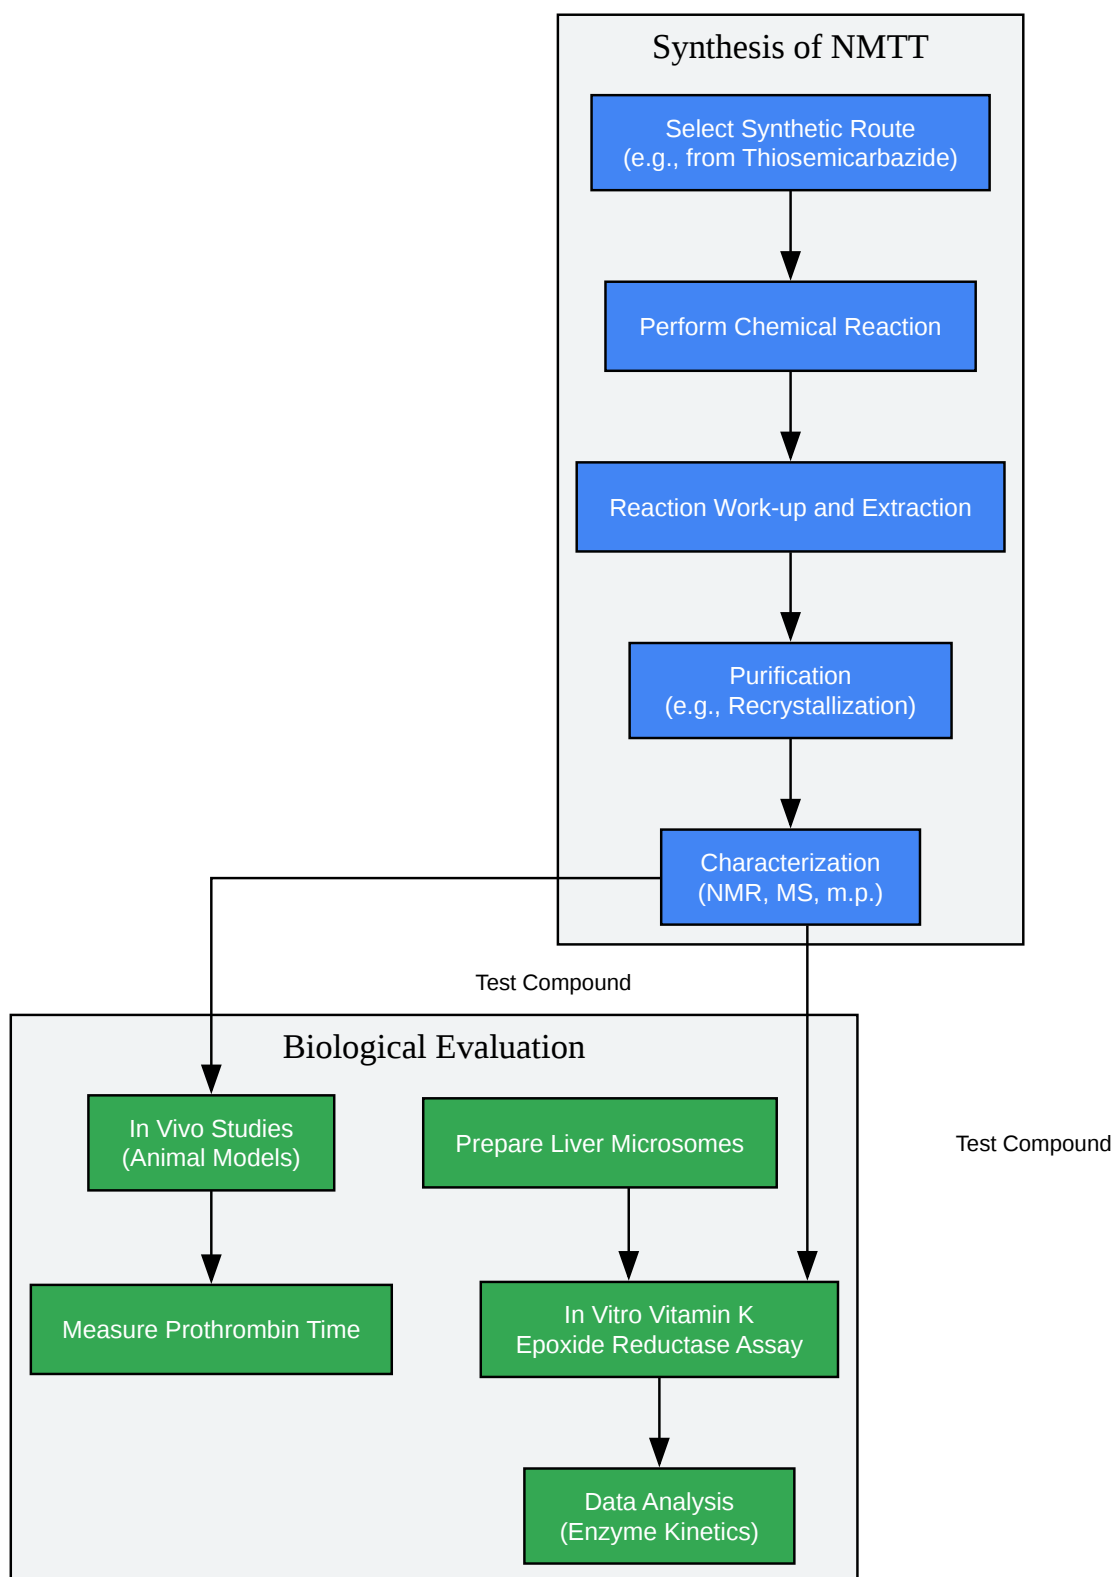 Synthesis of NMTT
Select Synthetic Route
(e.g., from Thiosemicarbazide)
Perform Chemical Reaction
Reaction Work-up and Extraction
Purification
(e.g., Recrystallization)
Characterization
(NMR, MS, m.p.)
Test Compound
Biological Evaluation
In Vivo Studies
(Animal Models)
Prepare Liver Microsomes
Test Compound
Measure Prothrombin Time
In Vitro Vitamin K
Epoxide Reductase Assay
Data Analysis
(Enzyme Kinetics)